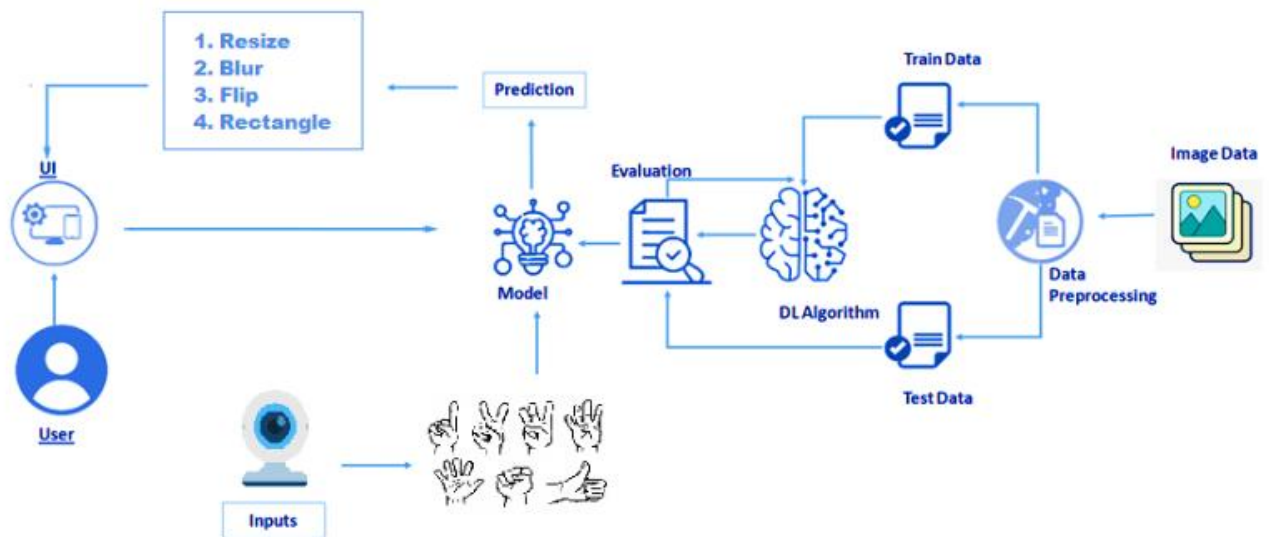 1. Resize
2. Blur
3. Flip
4. Rectangle
Prediction
Train Data
Image Data
UI
Evaluation
Model
DL Algorithm
Data
Preprocessing
Test Data
User
Inputs